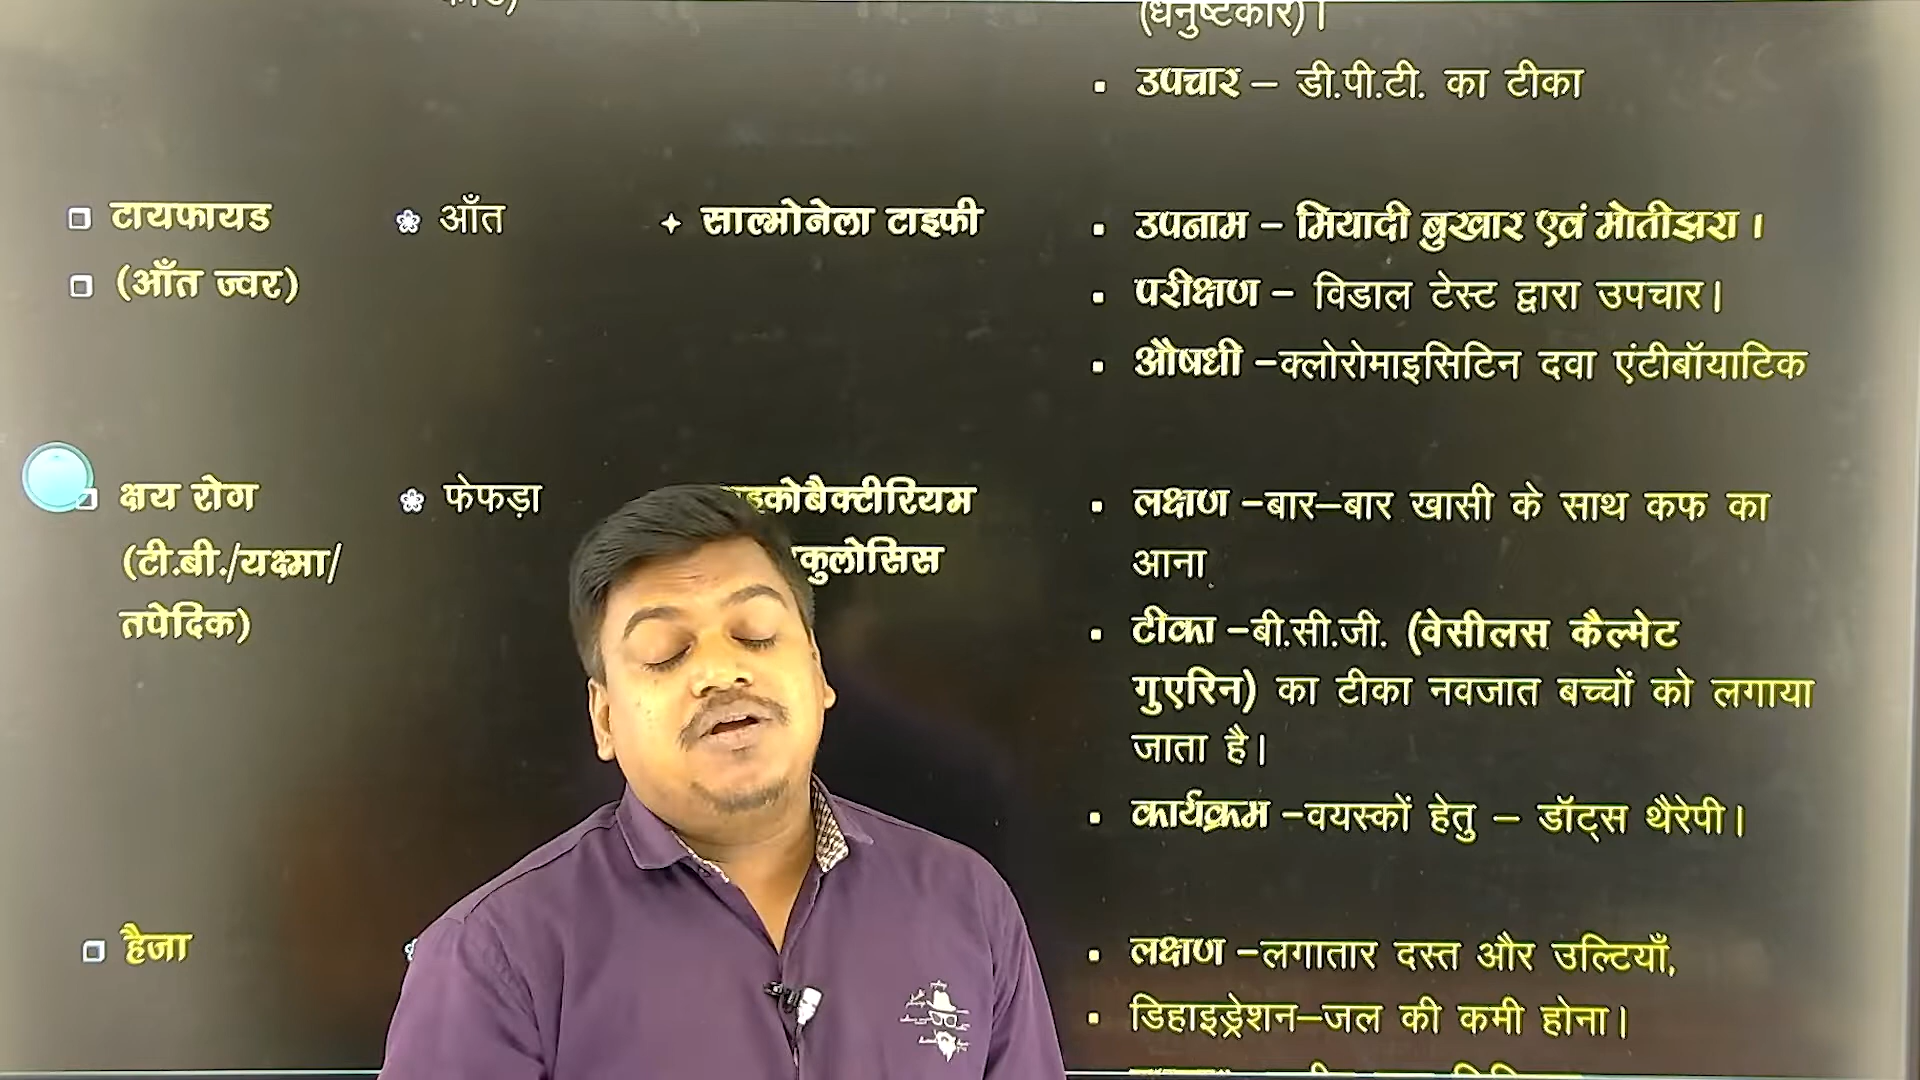 (धनुष्टंकार)।
▪ उपचार – डी.पी.टी. का टीका
टायफायड
आँत
साल्मोनेला टाइफी
▪ उपनाम – मियादी बुखार एवं मोतीझरा ।
(आँत ज्वर)
▪ परीक्षण – विडाल टेस्ट द्वारा उपचार।
▪ औषधी –क्लोरोमाइसिटिन दवा एंटीबॉयाटिक
क्षय रोग
फेफड़ा
▪ लक्षण –बार–बार खासी के साथ कफ का
आना
(टी.बी./यक्ष्मा/
तपेदिक)
▪ टीका –बी.सी.जी. (वेसीलस कैल्मेट
गुएरिन) का टीका नवजात बच्चों को लगाया
जाता है।
▪ कार्यक्रम –वयस्कों हेतु – डॉट्स थैरेपी।
हैजा
▪ लक्षण –लगातार दस्त और उल्टियाँ,
▪ डिहाइड्रेशन–जल की कमी होना।